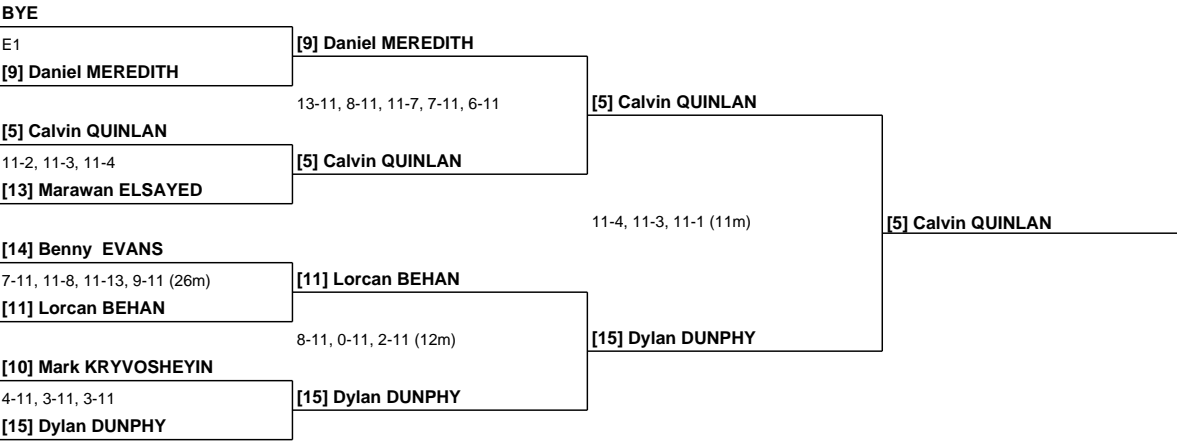 BYE
E1
[9] Daniel MEREDITH
[9] Daniel MEREDITH
13-11, 8-11, 11-7, 7-11, 6-11
[5] Calvin QUINLAN
[5] Calvin QUINLAN
11-2, 11-3, 11-4
[5] Calvin QUINLAN
[13] Marawan ELSAYED
11-4, 11-3, 11-1 (11m)
[5] Calvin QUINLAN
[14] Benny  EVANS
7-11, 11-8, 11-13, 9-11 (26m)
[11] Lorcan BEHAN
[11] Lorcan BEHAN
8-11, 0-11, 2-11 (12m)
[15] Dylan DUNPHY
[10] Mark KRYVOSHEYIN
4-11, 3-11, 3-11
[15] Dylan DUNPHY
[15] Dylan DUNPHY